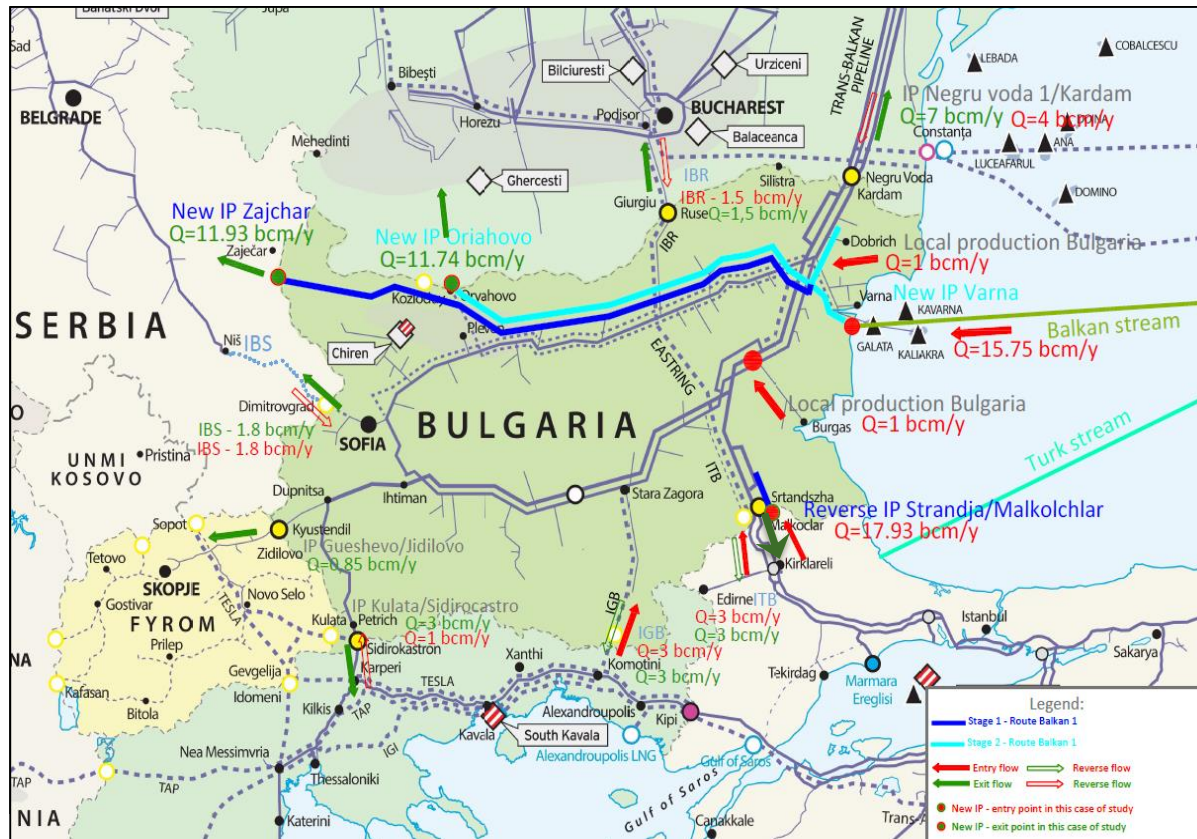 Banatski Dvor
Jupa
Sad
BELGRADE
Bibești
Mehedinti
Horezu
Ghercesti
Bilciuresti
Urziceni
Podișor
BUCHAREST
Balaceanca
TRANS-BALKAN
PIPELINE
LEBADA
COBALCESCU
IP Negru voda 1/Kardam
Q=7 bcm/y Q=4 bcm/y
Constanța
DOINA
ANA
LUCEAFARUL
DOMINO
IBR
IBR - 1.5 bcm/y
Q=1,5 bcm/y
Giurgiu
Ruse
IBR
Silistra
Negru Voda
Kardam
New IP Zajchar
Q=11.93 bcm/y
Zaječar
New IP Oriahovo
Q=11.74 bcm/y
Kozloduy
Oryahovo
Dobrich
Local production Bulgaria
Q=1 bcm/y
Varna
New IP Varna
KAVARNA
GALATA
KALIAKRA
Balkan stream
Q=15.75 bcm/y
SERBIA
Niš
IBS
Chiren
Pleven
EASTRING
Dimitrovgrad
IBS - 1.8 bcm/y
IBS - 1.8 bcm/y
SOFIA
BULGARIA
Local production Bulgaria
Q=1 bcm/y
Burgas
Turk stream
O
UNMI
KOSOVO
Pristina
Dupnitsa
Ihtiman
Stara Zagora
ITB
Srtandszha
Malkoclar
Reverse IP Strandja/Malkolchlar
Q=17.93 bcm/y
Sopot
Kyustendil
Zidilovo
IP Gueshevo/Jidilovo
Q=0,85 bcm/y
Tetovo
SKOPJE
Gostivar
TESLA
Novo Selo
FYROM
Prilep
Kulata
Petrich
IP Kulata/Sidirocastro
Q=3 bcm/y
Q=1 bcm/y
Sidirokastron
Karperi
IGB
IGB
Q=3 bcm/y
Q=3 bcm/y
Kirklareli
Edirne
ITB
Q=3 bcm/y
Q=3 bcm/y
Istanbul
Sakarya
NA
Kafasan
Bitola
Gevgelija
Idomeni
Kilkis
TAP
TESLA
Xanthi
Komotini
Tekirdag
Marmara
Ereglisi
Nea Messimvria
IGI
Kavala
South Kavala
Alexandroupolis
Kipi
Alexandroupolis LNG
Gulf of Saros
TAP
TAP
Thessaloniki
NIA
Katerini
Gulf of Saros
Canakkale
Trans-A
Legend:
Stage 1 - Route Balkan 1
Stage 2 - Route Balkan 1
Entry flow
Reverse flow
Exit flow
Reverse flow
New IP - entry point in this case of study
New IP - exit point in this case of study